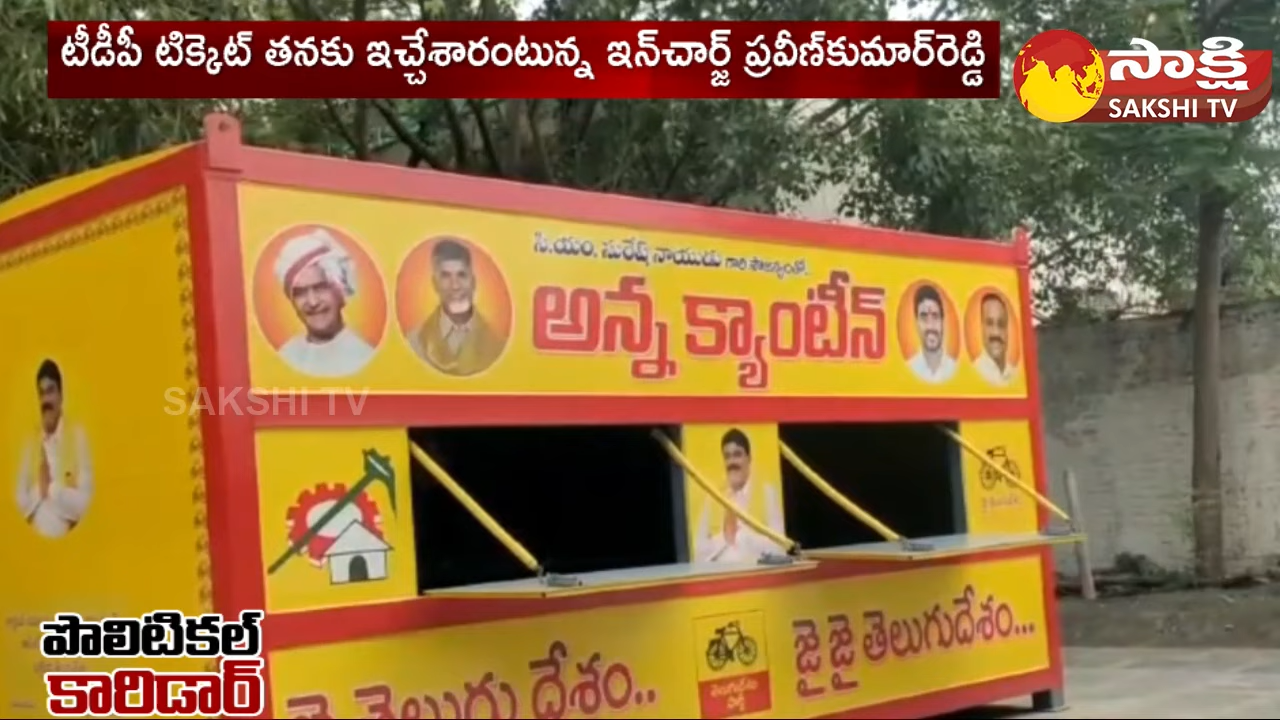 టీడీపీ టిక్కెట్ తనకు ఇచ్చేశారంటున్న ఇన్‌చార్జ్ ప్రవీణ్‌కుమార్‌రెడ్డి
సాక్షి
SAKSHI TV
సి.యం. సురేష్ నాయుడు గారి సౌజన్యంతో..
అన్న క్యాంటీన్
SAKSHI TV
జై తెలుగు దేశం..
తెలుగుదేశం
పార్టీ
జై జై తెలుగుదేశం...
పొలిటికల్
కారిడార్